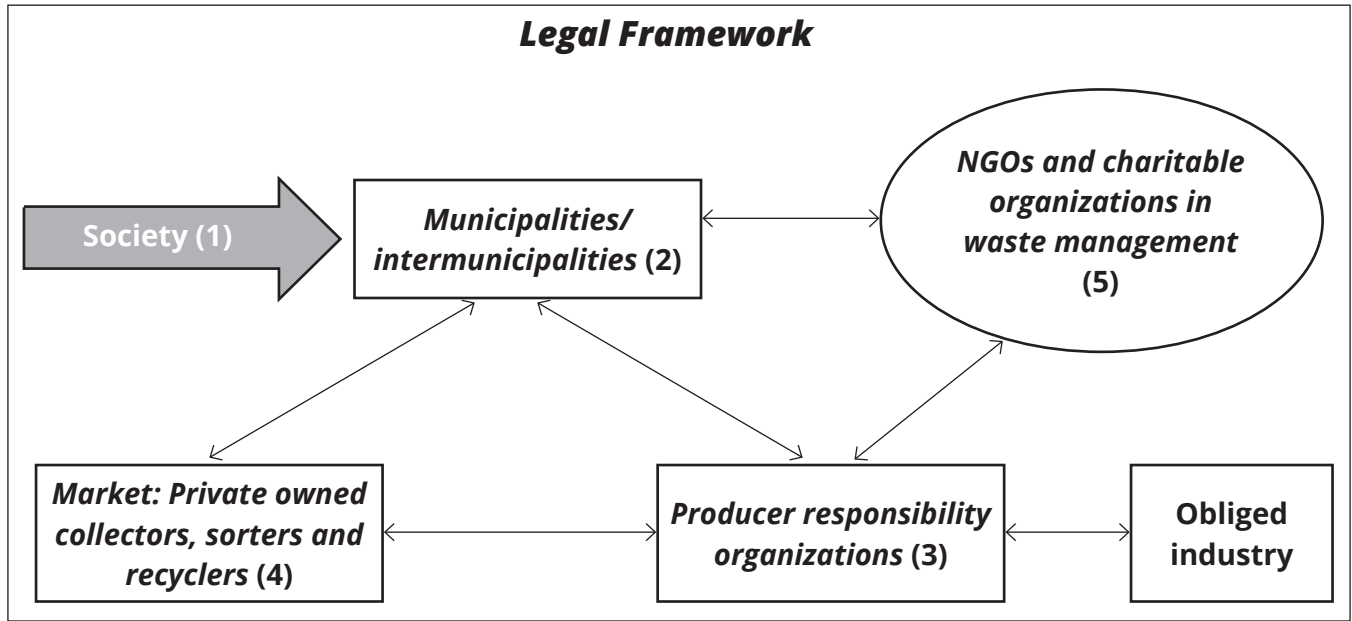 Legal Framework
Society (1)
Municipalities/
intermunicipalities (2)
NGOs and charitable
organizations in
waste management
(5)
Market: Private owned
collectors, sorters and
recyclers (4)
Producer responsibility
organizations (3)
Obliged
industry